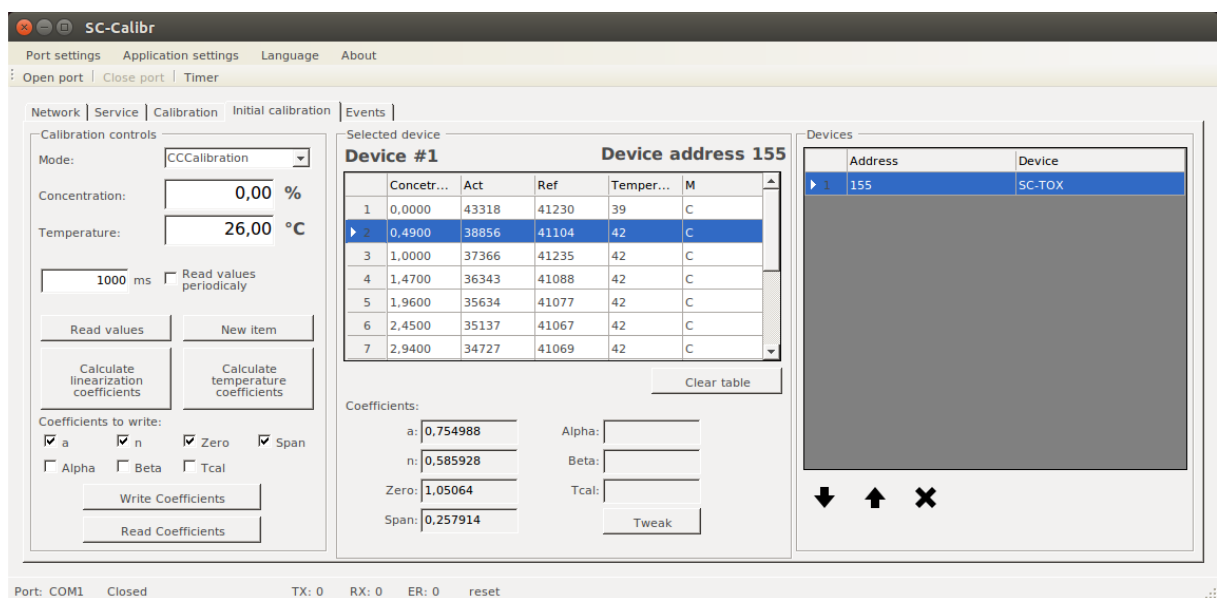 SC-Calibr
Port settings Application settings Language About
Open port Close port Timer
Network Service Calibration Initial calibration Events
Calibration controls
Mode: CCCalibration
Concentration: 0,00 %
Temperature: 26,00 °C
1000 ms Read values periodicaly
Read values New item
Calculate linearization coefficients Calculate temperature coefficients
Coefficients to write:
a n Zero Span
Alpha Beta Tcal
Write Coefficients
Read Coefficients
Selected device
Device #1 Device address 155
Concetr... Act Ref Temper... M
1 0,0000 43318 41230 39 C
2 0,4900 38856 41104 42 C
3 1,0000 37366 41235 42 C
4 1,4700 36343 41088 42 C
5 1,9600 35634 41077 42 C
6 2,4500 35137 41067 42 C
7 2,9400 34727 41069 42 C
Clear table
Coefficients:
a: 0,754988 Alpha:
n: 0,585928 Beta:
Zero: 1,05064 Tcal:
Span: 0,257914 Tweak
Devices
Address Device
1 155 SC-TOX
Port: COM1 Closed TX: 0 RX: 0 ER: 0 reset